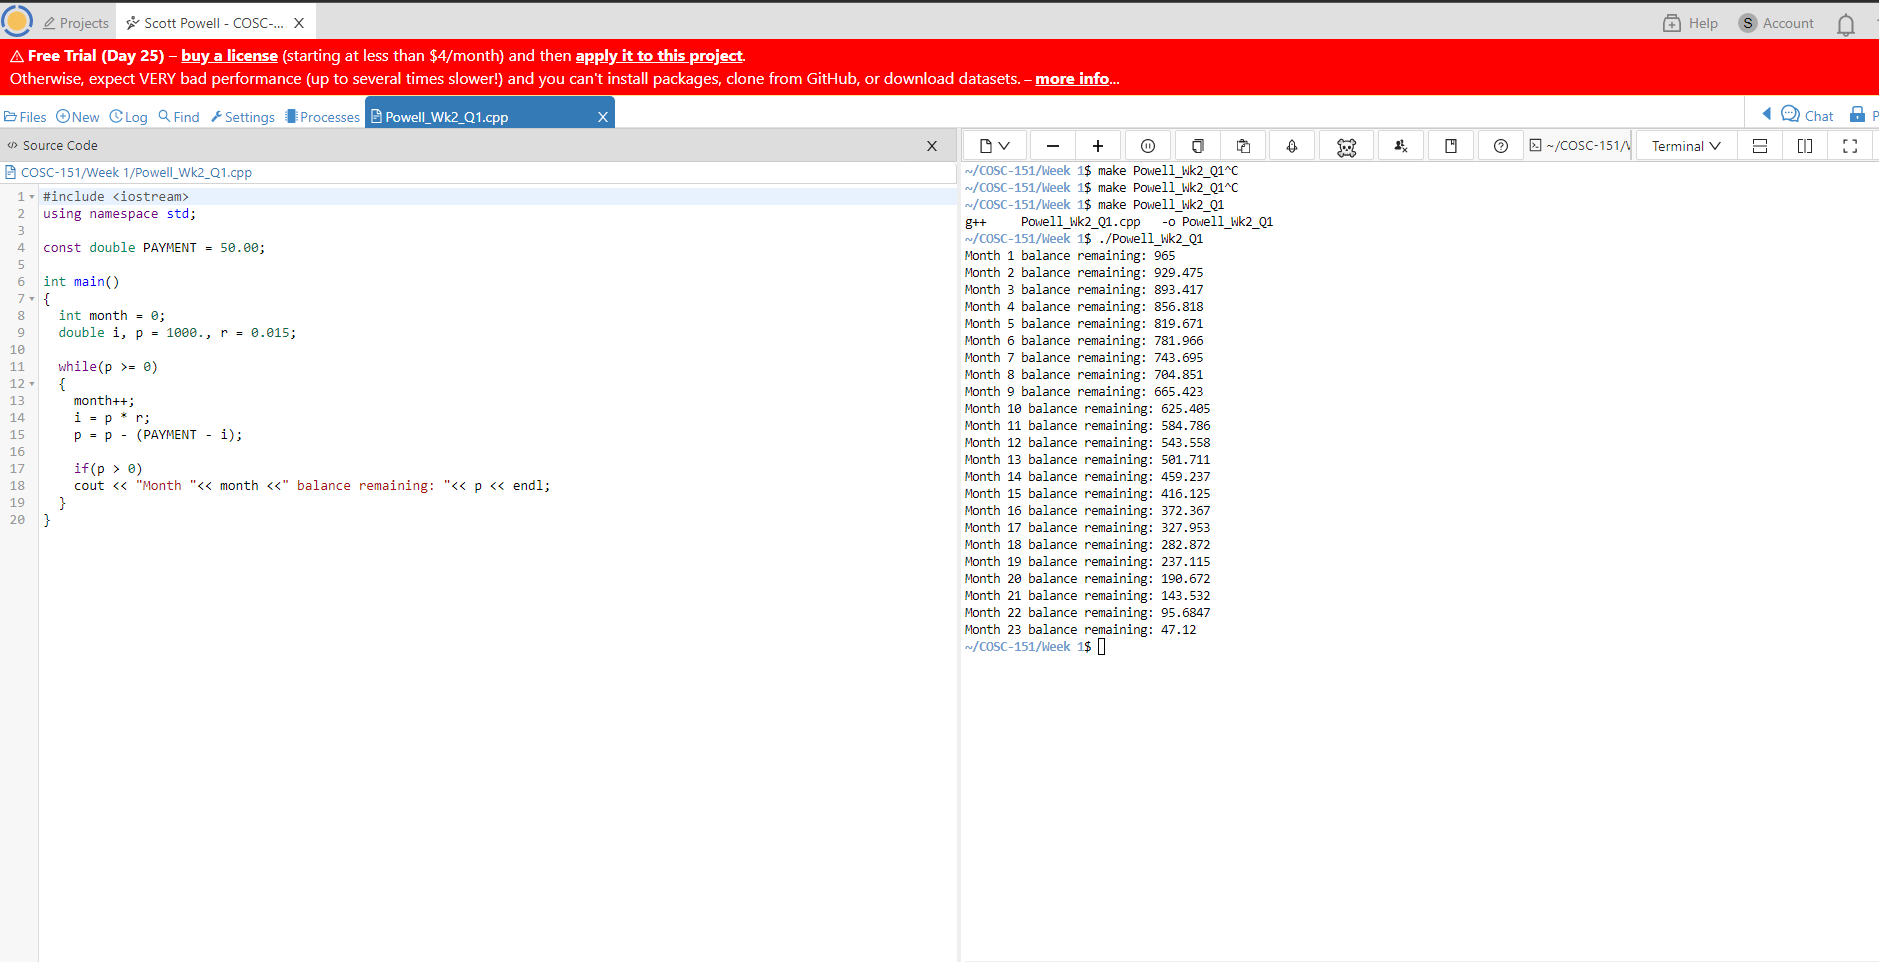 Projects
Scott Powell - COSC-... X
Help
S Account
Free Trial (Day 25) – buy a license (starting at less than $4/month) and then apply it to this project.
Otherwise, expect VERY bad performance (up to several times slower!) and you can't install packages, clone from GitHub, or download datasets. – more info...
Files New Log Find Settings Processes Powell_Wk2_Q1.cpp X
Chat P
</> Source Code X
COSC-151/Week 1/Powell_Wk2_Q1.cpp
1 #include <iostream>
2 using namespace std;
3
4 const double PAYMENT = 50.00;
5
6 int main()
7 {
8 int month = 0;
9 double i, p = 1000., r = 0.015;
10
11 while(p >= 0)
12 {
13 month++;
14 i = p * r;
15 p = p - (PAYMENT - i);
16
17 if(p > 0)
18 cout << "Month "<< month <<" balance remaining: "<< p << endl;
19 }
20 }
~/COSC-151/W
Terminal
~/COSC-151/Week 1$ make Powell_Wk2_Q1^C
~/COSC-151/Week 1$ make Powell_Wk2_Q1^C
~/COSC-151/Week 1$ make Powell_Wk2_Q1
g++     Powell_Wk2_Q1.cpp   -o Powell_Wk2_Q1
~/COSC-151/Week 1$ ./Powell_Wk2_Q1
Month 1 balance remaining: 965
Month 2 balance remaining: 929.475
Month 3 balance remaining: 893.417
Month 4 balance remaining: 856.818
Month 5 balance remaining: 819.671
Month 6 balance remaining: 781.966
Month 7 balance remaining: 743.695
Month 8 balance remaining: 704.851
Month 9 balance remaining: 665.423
Month 10 balance remaining: 625.405
Month 11 balance remaining: 584.786
Month 12 balance remaining: 543.558
Month 13 balance remaining: 501.711
Month 14 balance remaining: 459.237
Month 15 balance remaining: 416.125
Month 16 balance remaining: 372.367
Month 17 balance remaining: 327.953
Month 18 balance remaining: 282.872
Month 19 balance remaining: 237.115
Month 20 balance remaining: 190.672
Month 21 balance remaining: 143.532
Month 22 balance remaining: 95.6847
Month 23 balance remaining: 47.12
~/COSC-151/Week 1$